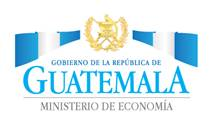 GOBIERNO DE LA REPÚBLICA DE
GUATEMALA
MINISTERIO DE ECONOMÍA